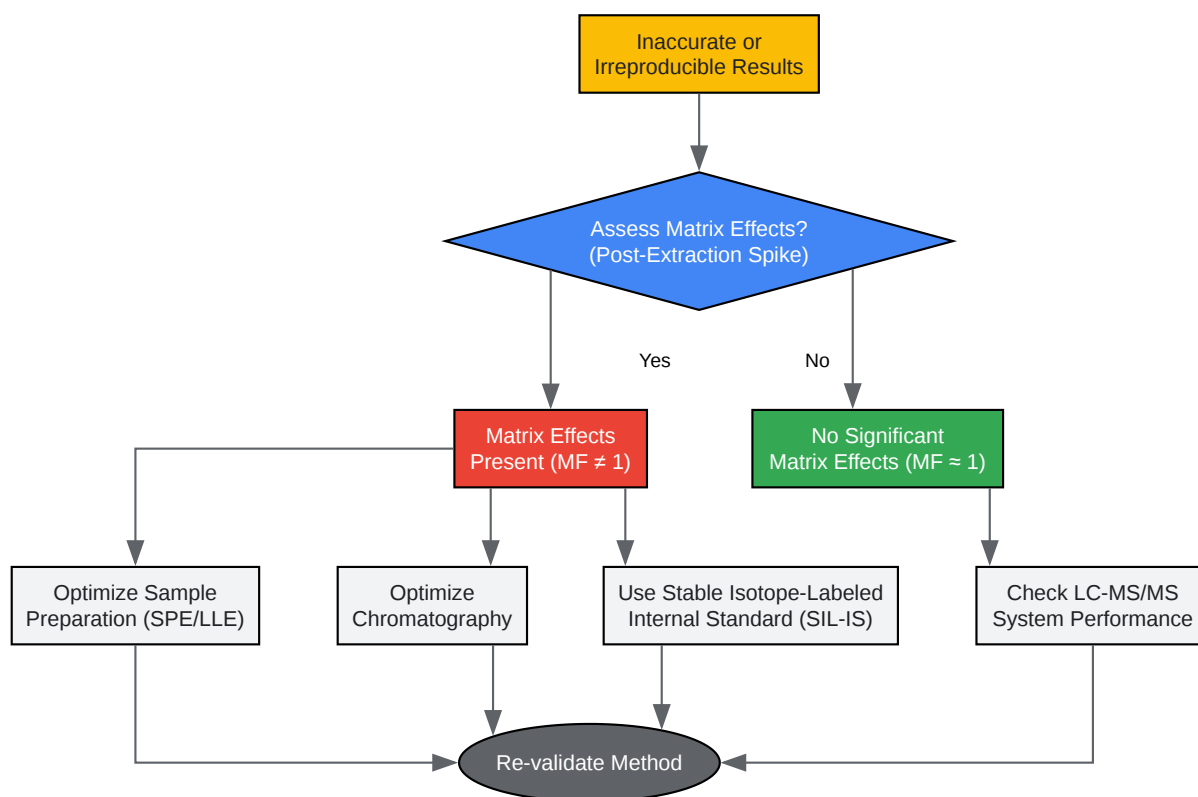 Inaccurate or
Irreproducible Results
Assess Matrix Effects?
(Post-Extraction Spike)
Yes
No
Matrix Effects
Present (MF ≠ 1)
No Significant
Matrix Effects (MF ≈ 1)
Optimize Sample
Preparation (SPE/LLE)
Optimize
Chromatography
Use Stable Isotope-Labeled
Internal Standard (SIL-IS)
Check LC-MS/MS
System Performance
Re-validate Method